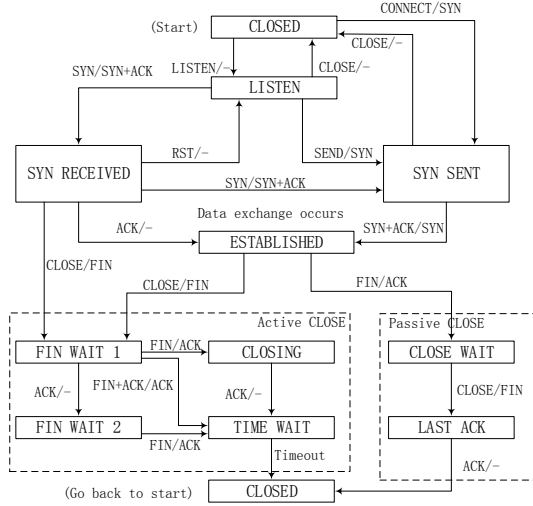 CONNECT/SYN
(Start)
CLOSED
CLOSE/-
LISTEN/-
CLOSE/-
SYN/SYN+ACK
LISTEN
RST/-
SEND/SYN
SYN RECEIVED
SYN SENT
SYN/SYN+ACK
Data exchange occurs
ACK/-
SYN+ACK/SYN
ESTABLISHED
CLOSE/FIN
CLOSE/FIN
FIN/ACK
Active CLOSE
Passive CLOSE
FIN WAIT 1
FIN/ACK
CLOSING
CLOSE WAIT
ACK/-
FIN+ACK/ACK
ACK/-
CLOSE/FIN
FIN WAIT 2
FIN/ACK
TIME WAIT
LAST ACK
Timeout
ACK/-
(Go back to start)
CLOSED